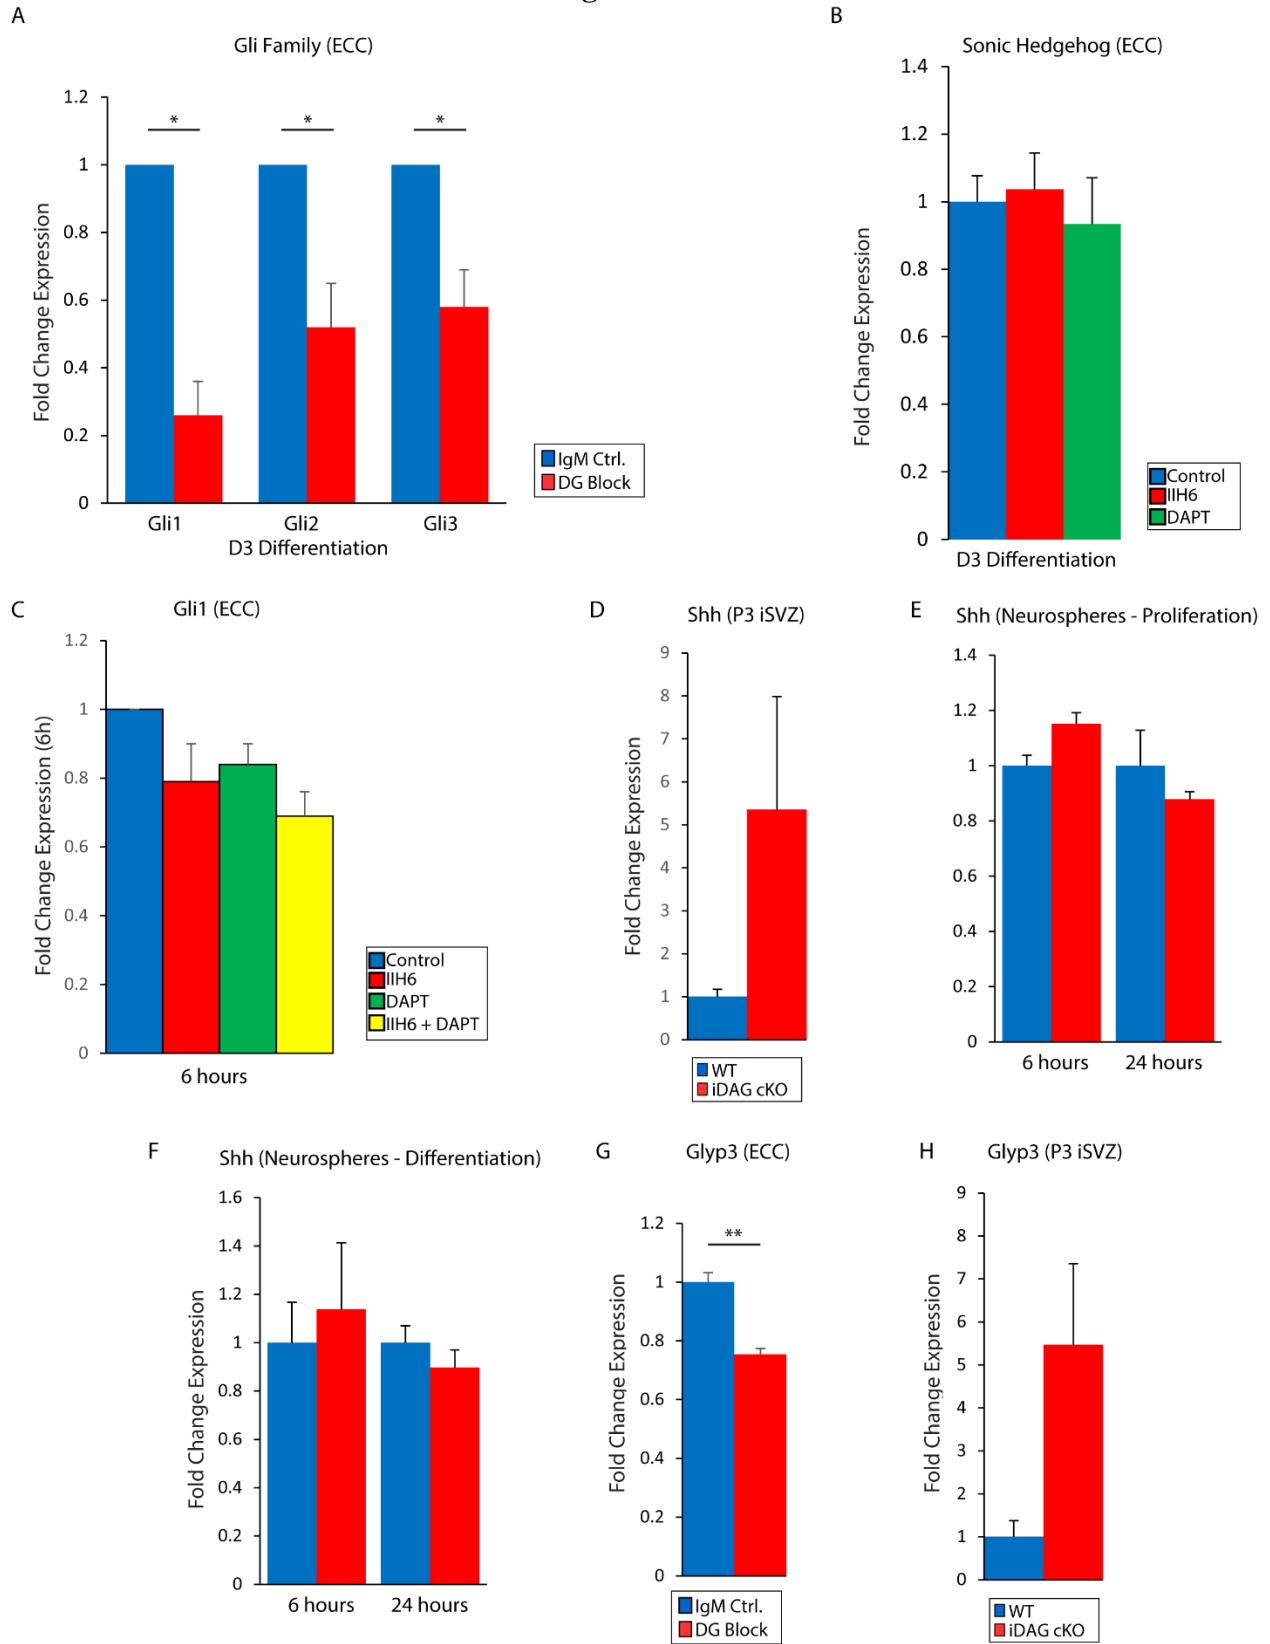 A
Gli Family (ECC)
Fold Change Expression
1.2
1
0.8
0.6
0.4
0.2
0
*
*
*
Gli1 Gli2 Gli3
D3 Differentiation
IgM Ctrl.
DG Block
B
Sonic Hedgehog (ECC)
Fold Change Expression
1.4
1.2
1
0.8
0.6
0.4
0.2
0
D3 Differentiation
Control
IIH6
DAPT
C
Gli1 (ECC)
Fold Change Expression (6h)
1.2
1
0.8
0.6
0.4
0.2
0
6 hours
Control
IIH6
DAPT
IIH6 + DAPT
D
Shh (P3 iSVZ)
Fold Change Expression
9
8
7
6
5
4
3
2
1
0
WT
iDAG cKO
E
Shh (Neurospheres - Proliferation)
Fold Change Expression
1.4
1.2
1
0.8
0.6
0.4
0.2
0
6 hours 24 hours
F
Shh (Neurospheres - Differentiation)
Fold Change Expression
1.6
1.4
1.2
1
0.8
0.6
0.4
0.2
0
6 hours 24 hours
G
Glyp3 (ECC)
Fold Change Expression
1.2
1
0.8
0.6
0.4
0.2
0
**
IgM Ctrl.
DG Block
H
Glyp3 (P3 iSVZ)
Fold Change Expression
9
8
7
6
5
4
3
2
1
0
WT
iDAG cKO